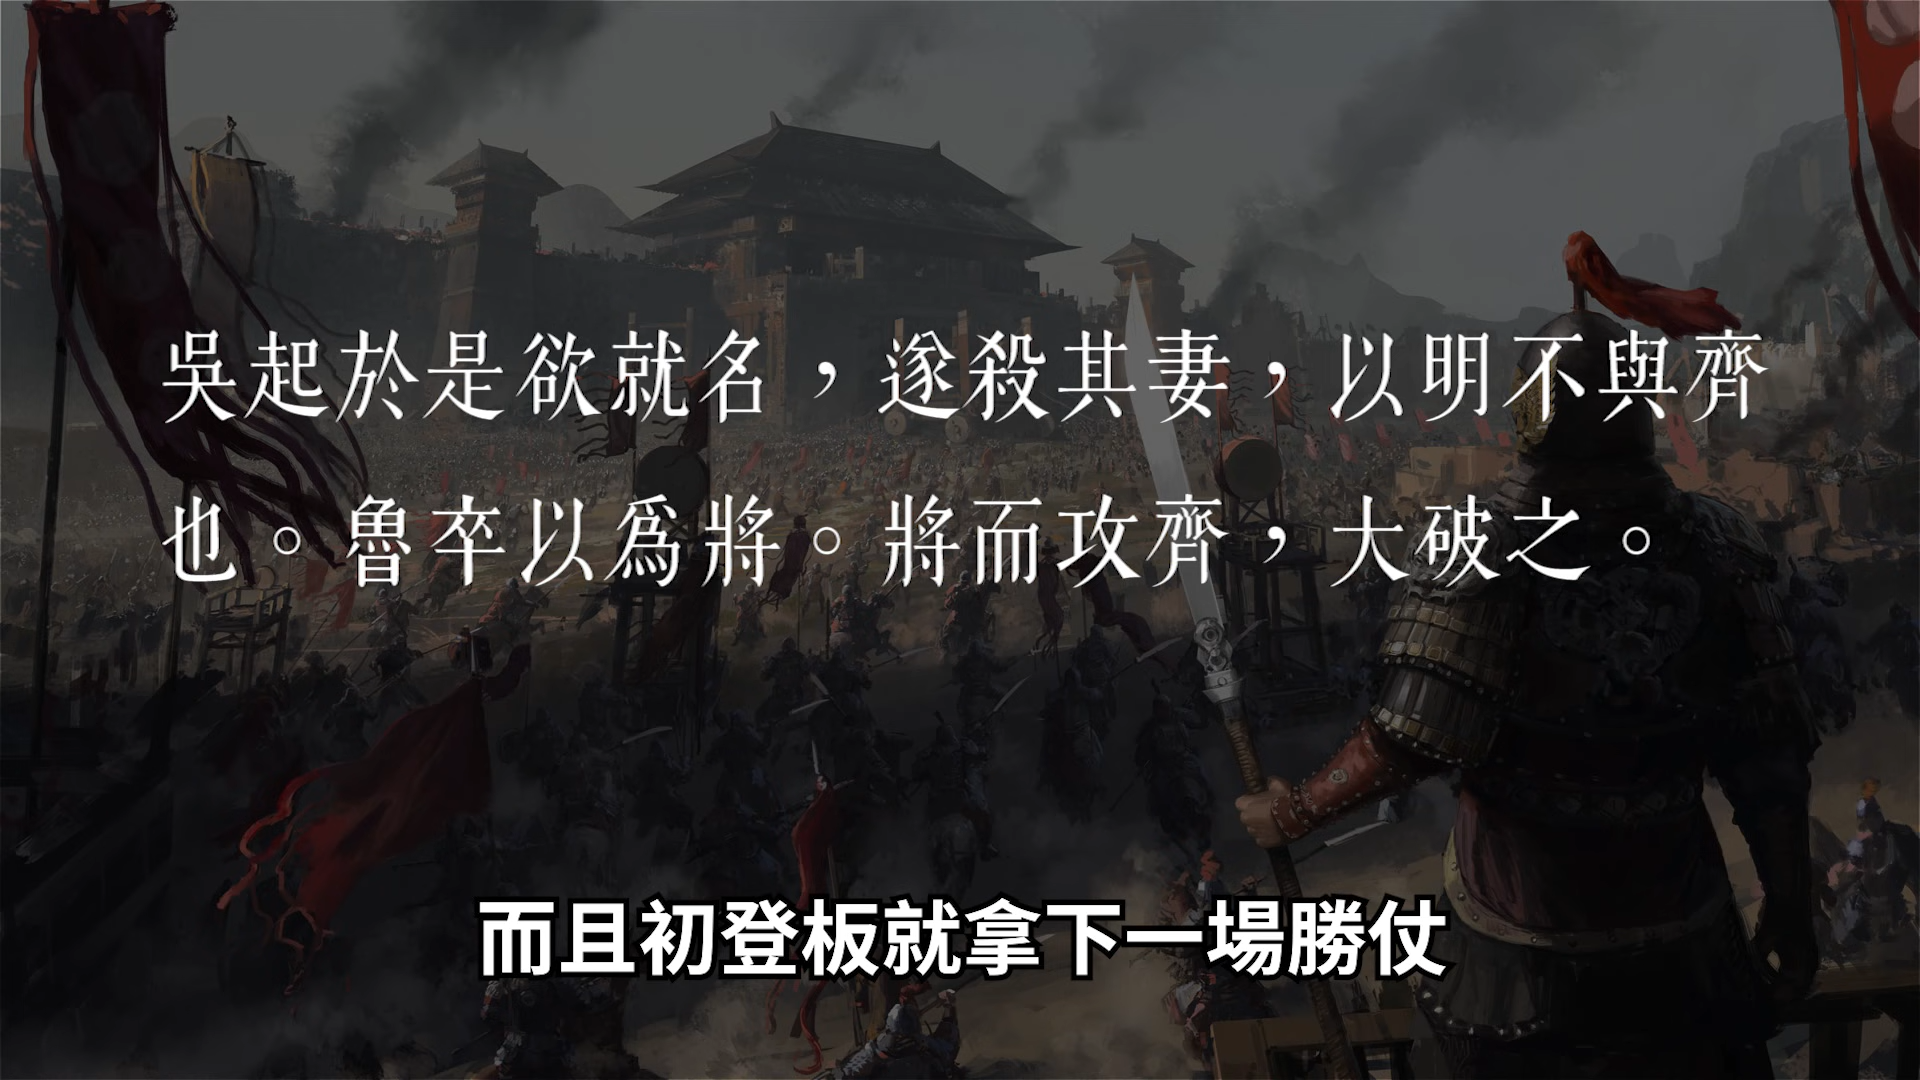 吳起於是欲就名，遂殺其妻，以明不與齊
也。魯卒以爲將。將而攻齊，大破之。
而且初登板就拿下一場勝仗